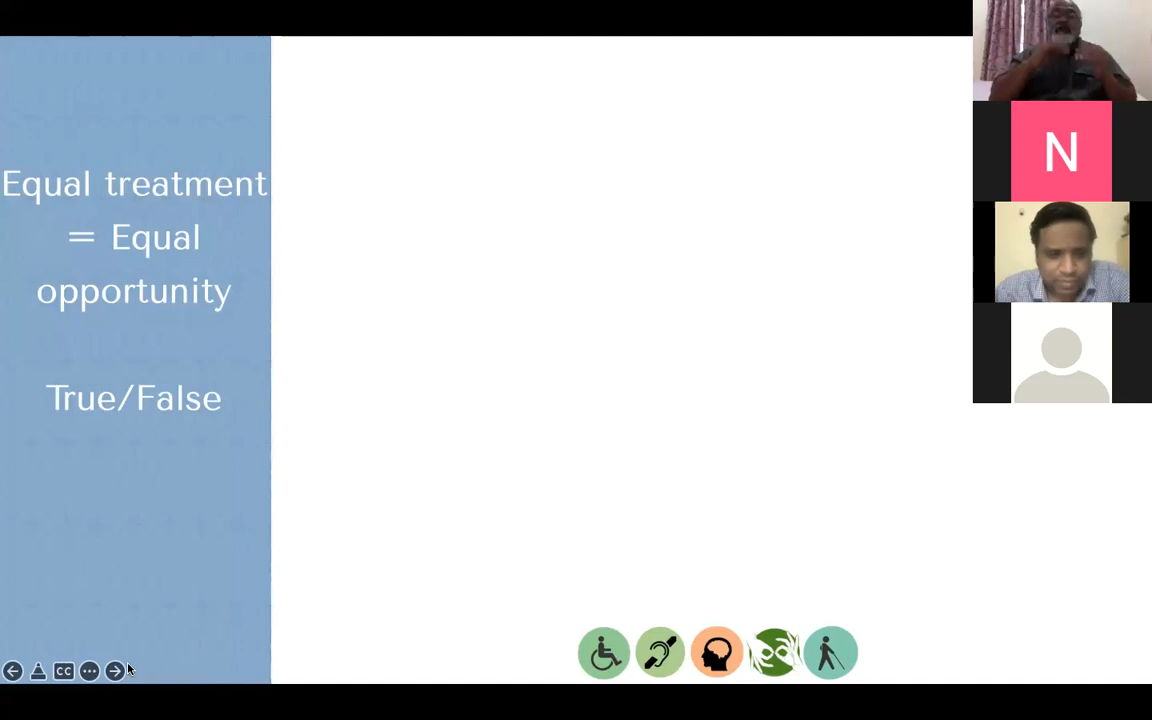 Equal treatment
= Equal
opportunity
True/False
N
CC